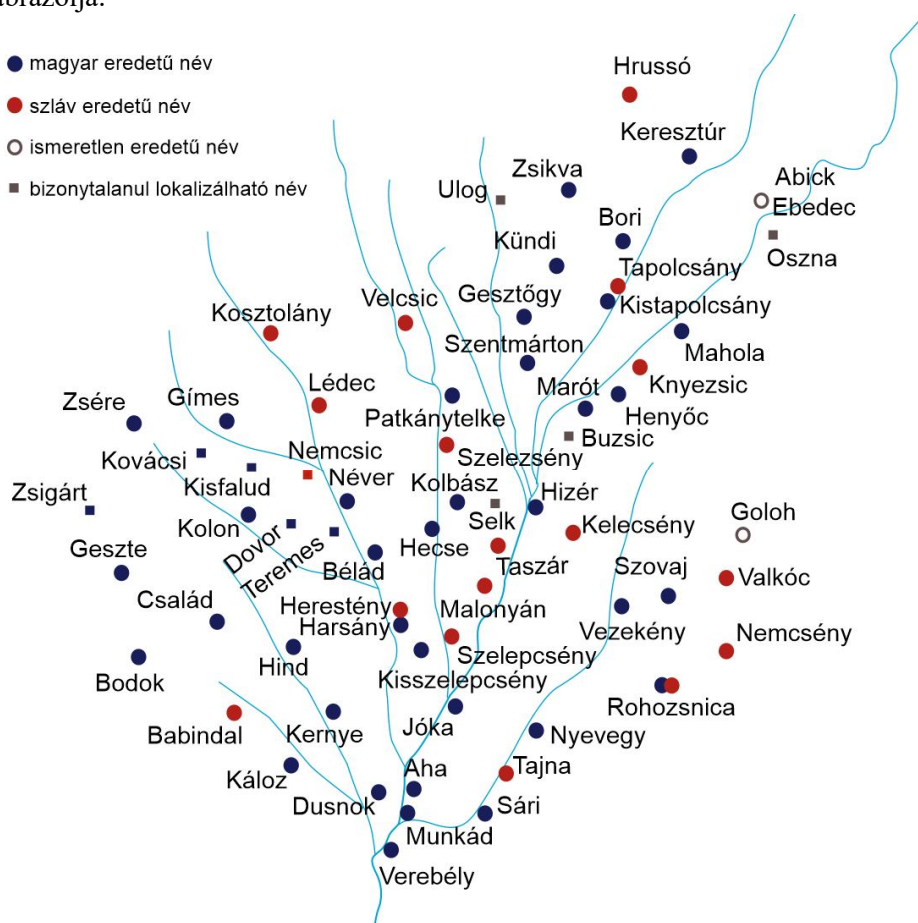 ábrázolja.
magyar eredetű név
szláv eredetű név
ismeretlen eredetű név
bizonytalanul lokalizálható név
Hrussó
Keresztúr
Zsikva
Ulog
Abick
Ebedec
Bori
Kündi
Oszna
Tapolcsány
Velcsic
Gesztőgy
Kistapolcsány
Kosztolány
Szentmárton
Mahola
Lédec
Marót
Knyezsic
Zsére
Gímes
Patkánytelke
Henyőc
Buzsic
Kovácsi
Nemcsic
Szelezsény
Kisfalud
Néver
Kolbász
Zsigárt
Hizér
Kolon
Selk
Kelecsény
Goloh
Dovor
Hecse
Geszte
Teremes
Bélád
Taszár
Szovaj
Valkóc
Család
Herestény
Malonyán
Harsány
Vezekény
Nemcsény
Szelepcsény
Hind
Bodok
Kisszelepcsény
Rohozsnica
Babindal
Kernye
Jóka
Nyevegy
Aha
Tajna
Káloz
Dusnok
Sári
Munkád
Verebély